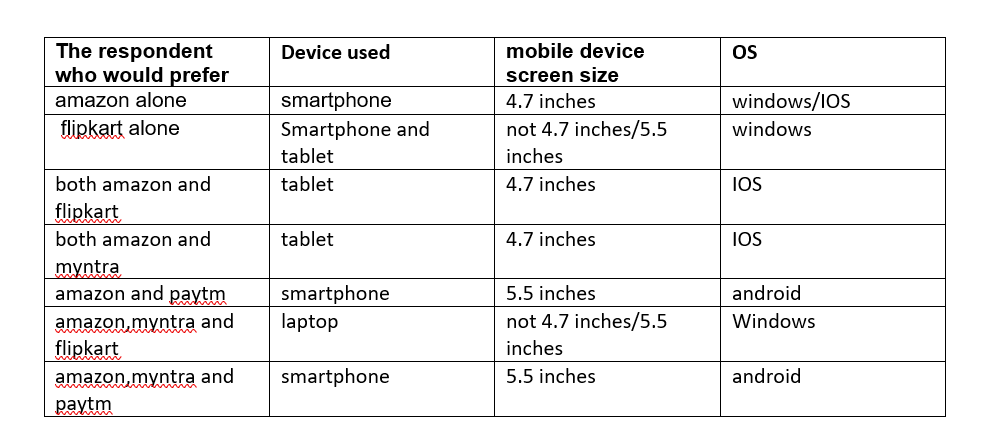 The respondent who would prefer	Device used	mobile device screen size	OS
amazon alone	smartphone	4.7 inches	windows/IOS
flipkart alone	Smartphone and tablet	not 4.7 inches/5.5 inches	windows
both amazon and flipkart	tablet	4.7 inches	IOS
both amazon and myntra	tablet	4.7 inches	IOS
amazon and paytm	smartphone	5.5 inches	android
amazon,myntra and flipkart	laptop	not 4.7 inches/5.5 inches	Windows
amazon,myntra and paytm	smartphone	5.5 inches	android